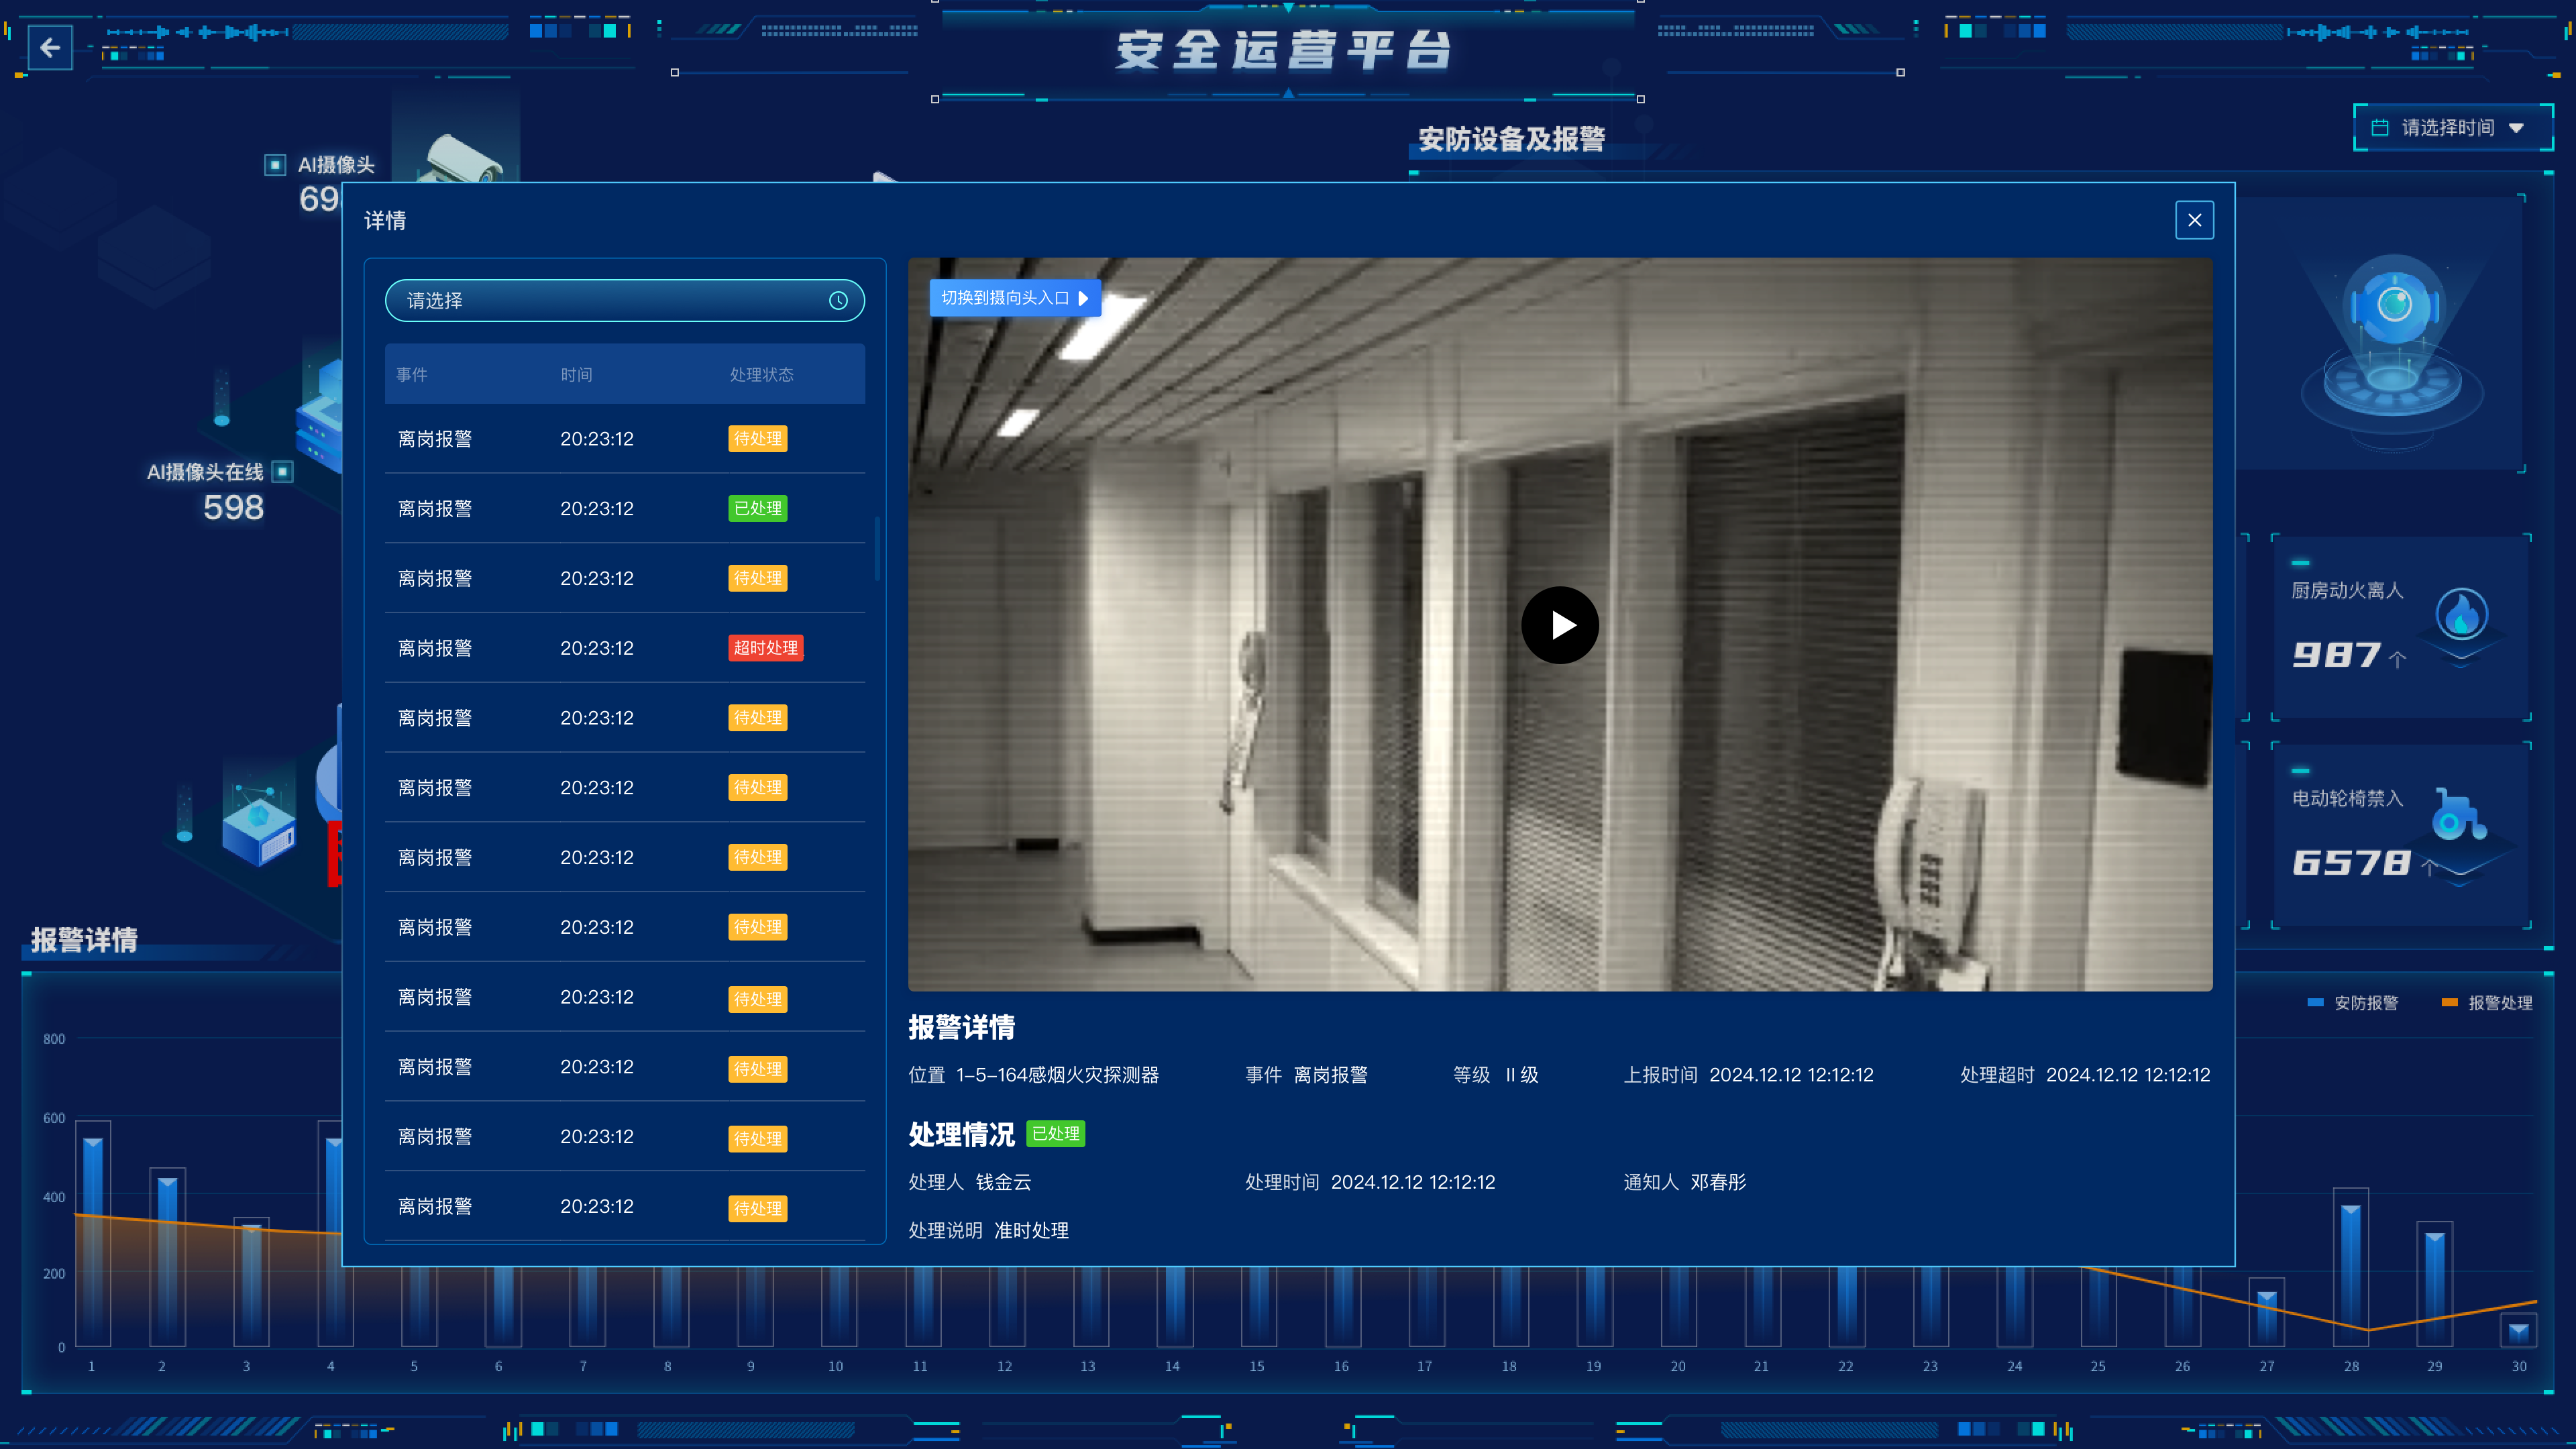 安全运营平台
安防设备及报警
请选择时间
AI摄像头
69
AI摄像头在线
598
厨房动火离人
987 个
电动轮椅禁入
6578 个
详情
请选择
事件 时间 处理状态
离岗报警 20:23:12 待处理
离岗报警 20:23:12 已处理
离岗报警 20:23:12 待处理
离岗报警 20:23:12 超时处理
离岗报警 20:23:12 待处理
离岗报警 20:23:12 待处理
离岗报警 20:23:12 待处理
离岗报警 20:23:12 待处理
离岗报警 20:23:12 待处理
离岗报警 20:23:12 待处理
离岗报警 20:23:12 待处理
离岗报警 20:23:12 待处理
切换到摄向头入口
报警详情
位置 1-5-164感烟火灾探测器 事件 离岗报警 等级 II 级 上报时间 2024.12.12 12:12:12 处理超时 2024.12.12 12:12:12
处理情况 已处理
处理人 钱金云 处理时间 2024.12.12 12:12:12 通知人 邓春彤
处理说明 准时处理
报警详情
安防报警 报警处理
800
600
400
200
0
1 2 3 4 5 6 7 8 9 10 11 12 13 14 15 16 17 18 19 20 21 22 23 24 25 26 27 28 29 30